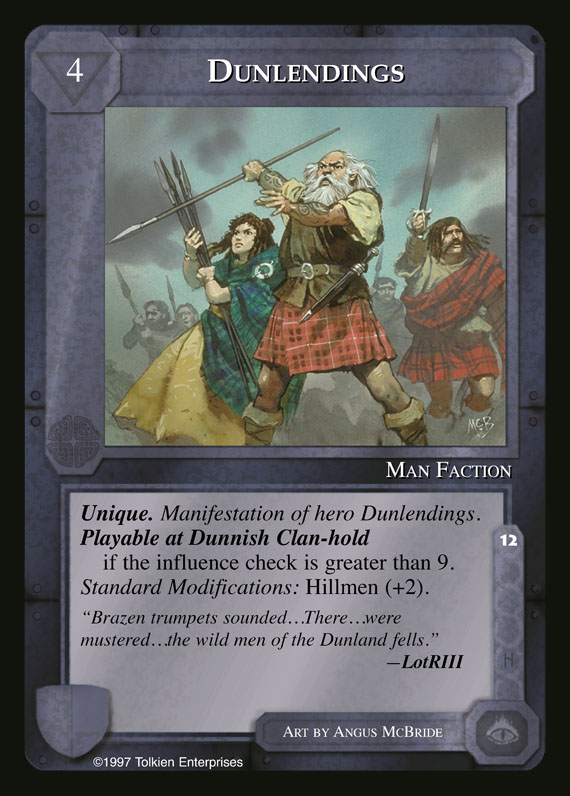 4
DUNLENDINGS
McB
MAN FACTION
Unique. Manifestation of hero Dunlendings.
Playable at Dunnish Clan-hold
if the influence check is greater than 9.
Standard Modifications: Hillmen (+2).
“Brazen trumpets sounded…There…were
mustered…the wild men of the Dunland fells.”
—LotRIII
12
H
ART BY ANGUS MCBRIDE
©1997 Tolkien Enterprises